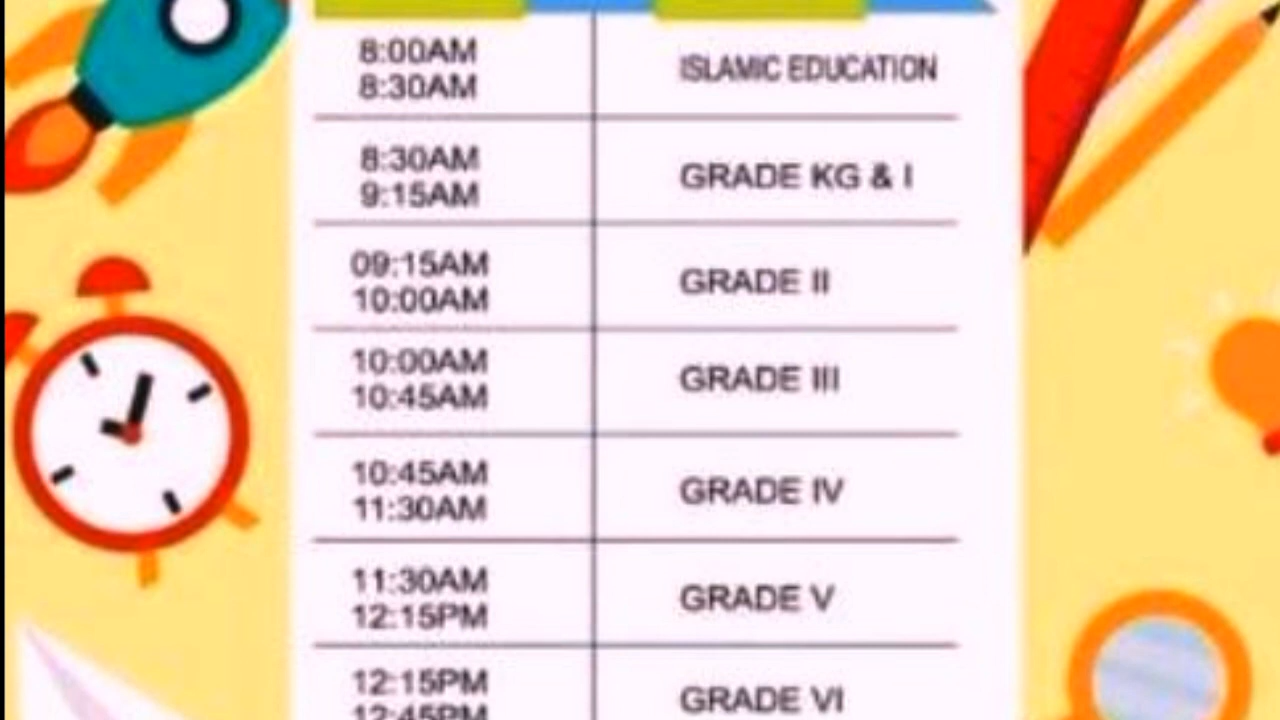 8:00AM
8:30AM
ISLAMIC EDUCATION
8:30AM
9:15AM
GRADE KG & I
09:15AM
10:00AM
GRADE II
10:00AM
10:45AM
GRADE III
10:45AM
11:30AM
GRADE IV
11:30AM
12:15PM
GRADE V
12:15PM
12:45PM
GRADE VI